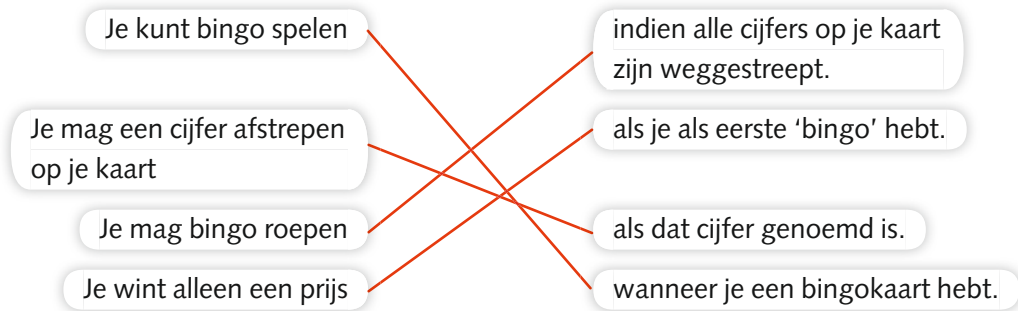 Je kunt bingo spelen
Je mag een cijfer afstrepen
op je kaart
Je mag bingo roepen
Je wint alleen een prijs
indien alle cijfers op je kaart
zijn weggestreept.
als je als eerste ‘bingo’ hebt.
als dat cijfer genoemd is.
wanneer je een bingokaart hebt.